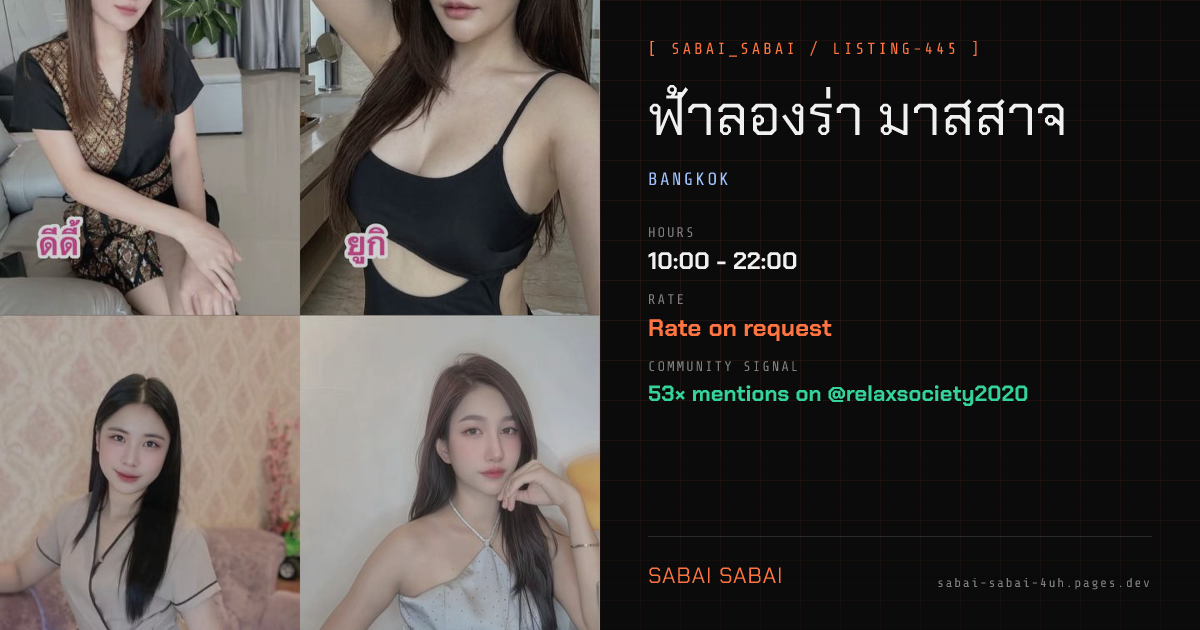 ดีดี้
ยูกิ
[ SABAI_SABAI / LISTING-445 ]
ฟ้าลองร่า มาสสาจ
BANGKOK
HOURS
10:00 - 22:00
RATE
Rate on request
COMMUNITY SIGNAL
53× mentions on @relaxsociety2020
SABAI SABAI
sabai-sabai-4uh.pages.dev